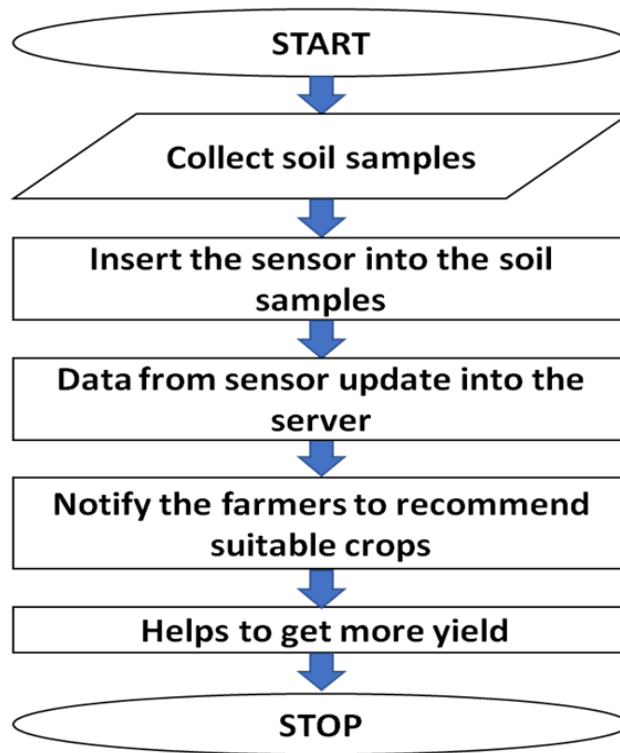 START
Collect soil samples
Insert the sensor into the soil
samples
Data from sensor update into the
server
Notify the farmers to recommend
suitable crops
Helps to get more yield
STOP